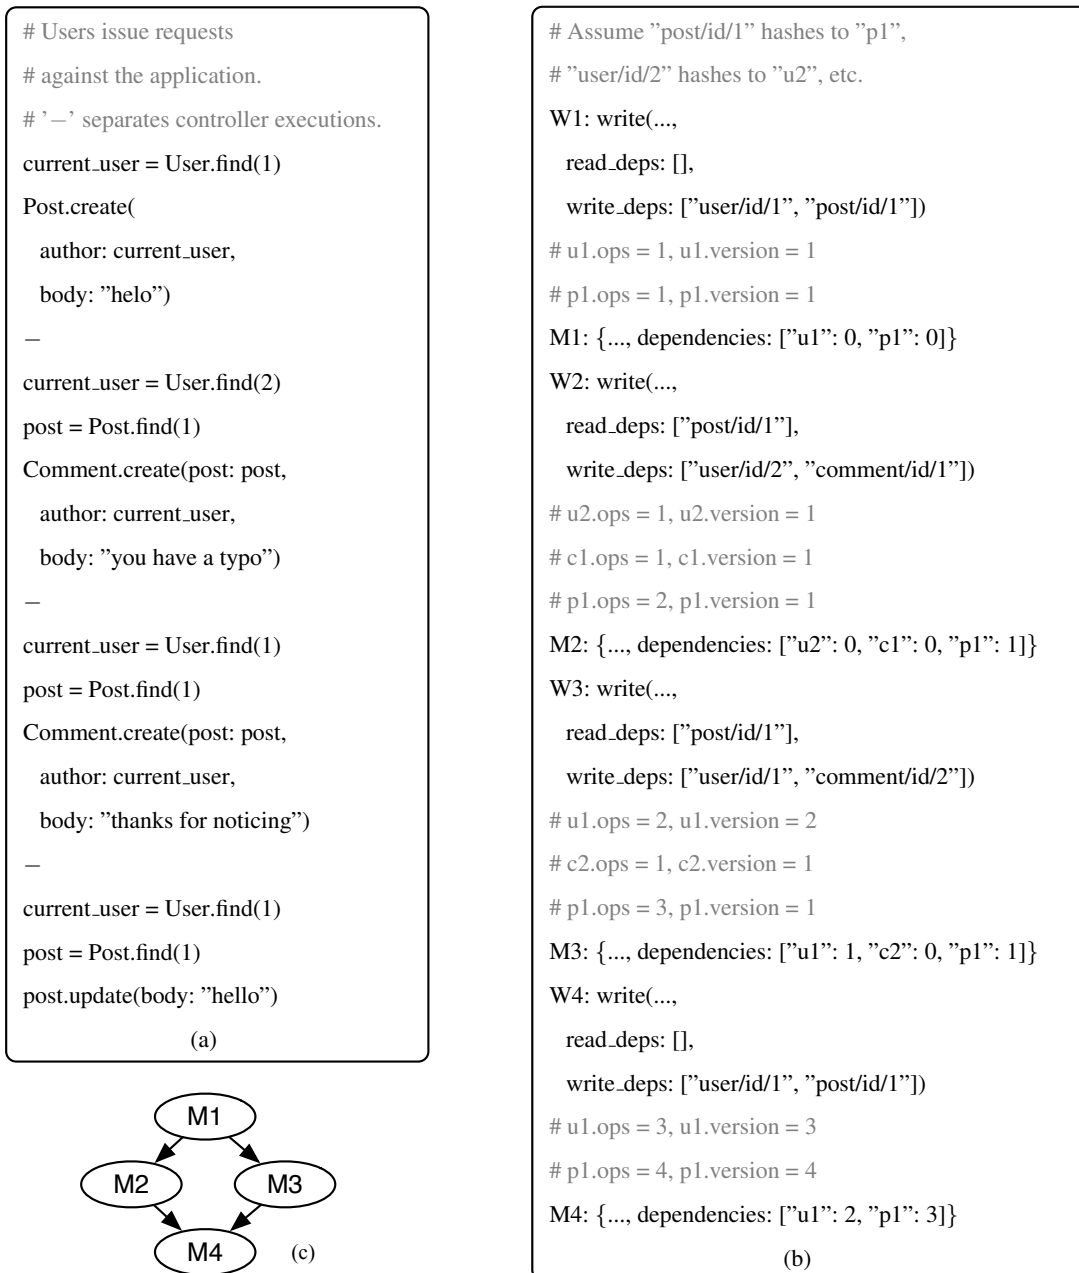 # Users issue requests
# against the application.
# ’−’ separates controller executions.
current_user = User.find(1)
Post.create(
author: current_user,
body: ”helo”)
−
current_user = User.find(2)
post = Post.find(1)
Comment.create(post: post,
author: current_user,
body: ”you have a typo”)
−
current_user = User.find(1)
post = Post.find(1)
Comment.create(post: post,
author: current_user,
body: ”thanks for noticing”)
−
current_user = User.find(1)
post = Post.find(1)
post.update(body: ”hello”)
(a)
M1
M2 M3
M4 (c)
# Assume ”post/id/1” hashes to ”p1”,
# ”user/id/2” hashes to ”u2”, etc.
W1: write(...,
read_deps: [],
write_deps: [”user/id/1”, ”post/id/1”])
# u1.ops = 1, u1.version = 1
# p1.ops = 1, p1.version = 1
M1: {..., dependencies: [”u1”: 0, ”p1”: 0]}
W2: write(...,
read_deps: [”post/id/1”],
write_deps: [”user/id/2”, ”comment/id/1”])
# u2.ops = 1, u2.version = 1
# c1.ops = 1, c1.version = 1
# p1.ops = 2, p1.version = 1
M2: {..., dependencies: [”u2”: 0, ”c1”: 0, ”p1”: 1]}
W3: write(...,
read_deps: [”post/id/1”],
write_deps: [”user/id/1”, ”comment/id/2”])
# u1.ops = 2, u1.version = 2
# c2.ops = 1, c2.version = 1
# p1.ops = 3, p1.version = 1
M3: {..., dependencies: [”u1”: 1, ”c2”: 0, ”p1”: 1]}
W4: write(...,
read_deps: [],
write_deps: [”user/id/1”, ”post/id/1”])
# u1.ops = 3, u1.version = 3
# p1.ops = 4, p1.version = 4
M4: {..., dependencies: [”u1”: 2, ”p1”: 3]}
(b)